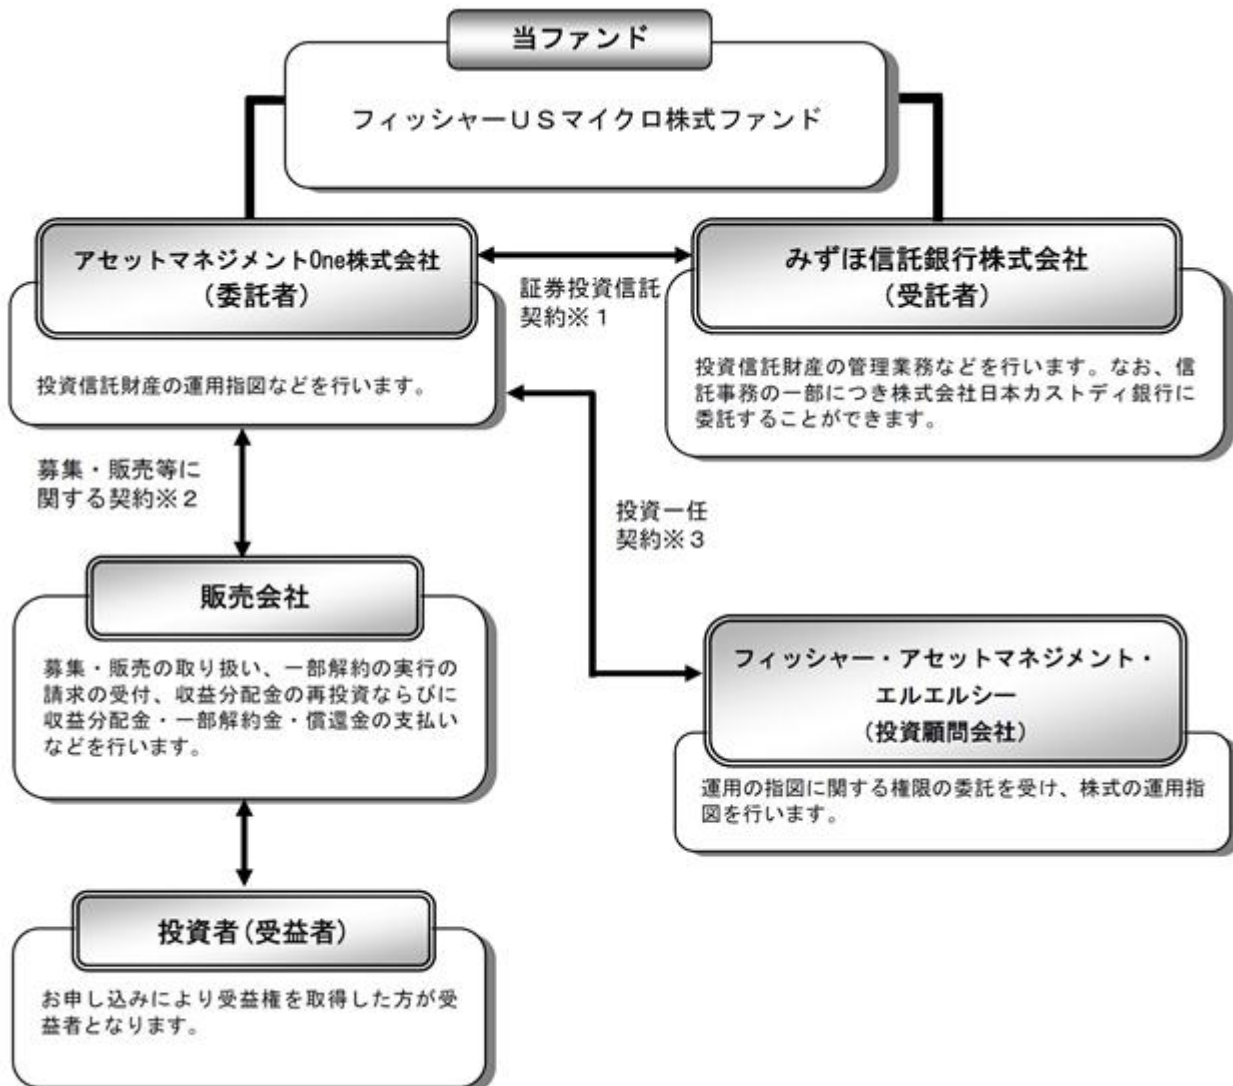 当ファンド
フィッシャーＵＳマイクロ株式ファンド
アセットマネジメントOne株式会社
（委託者）
投資信託財産の運用指図などを行います。
証券投資信託
契約※１
みずほ信託銀行株式会社
（受託者）
投資信託財産の管理業務などを行います。なお、信
託事務の一部につき株式会社日本カストディ銀行に
委託することができます。
募集・販売等に
関する契約※２
投資一任
契約※３
販売会社
募集・販売の取り扱い、一部解約の実行の
請求の受付、収益分配金の再投資ならびに
収益分配金・一部解約金・償還金の支払い
などを行います。
フィッシャー・アセットマネジメント・
エルエルシー
（投資顧問会社）
運用の指図に関する権限の委託を受け、株式の運用指
図を行います。
投資者(受益者)
お申し込みにより受益権を取得した方が受
益者となります。